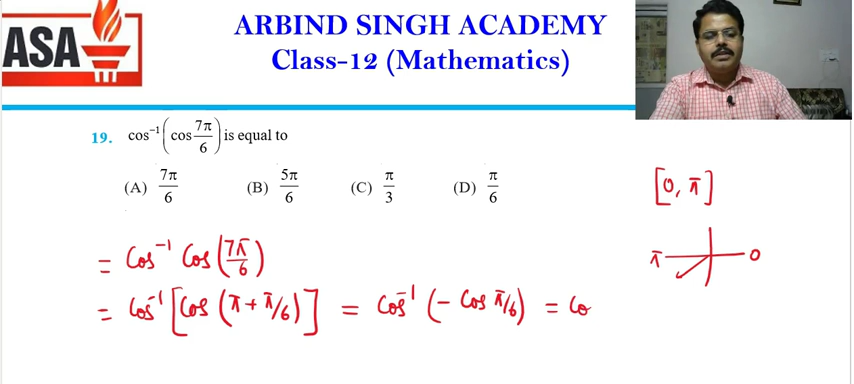 ARBIND SINGH ACADEMY
Class-12 (Mathematics)
ASA
19. cos⁻¹(cos 7π/6) is equal to
(A) 7π/6 (B) 5π/6 (C) π/3 (D) π/6
[0, π]
π 0
= Cos⁻¹ Cos (7π/6)
= Cos⁻¹ [Cos (π + π/6)] = Cos⁻¹ (- Cos π/6) = Co